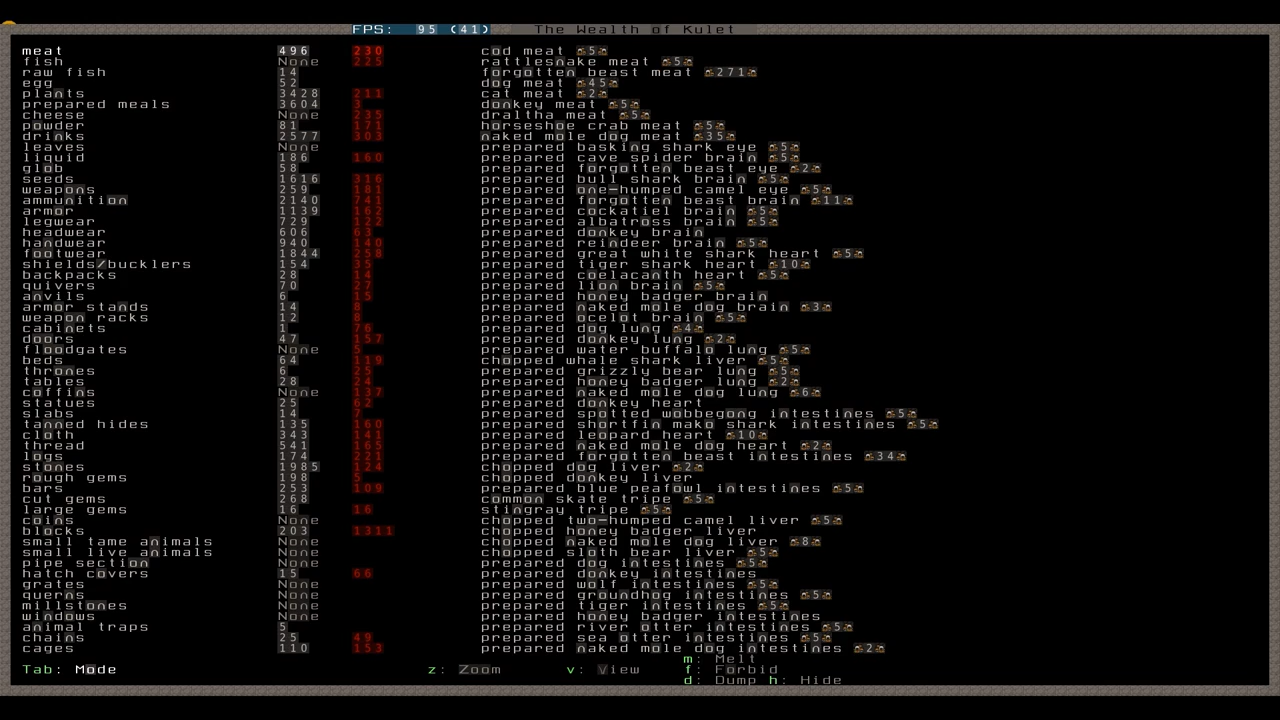 FPS: 95 (41) The Wealth of Kulet
meat 496 230 cod meat [5]
fish None 225 rattlesnake meat [5]
raw fish 14 forgotten beast meat [271]
egg 52 dog meat [45]
plants 3428 211 cat meat [2]
prepared meals 3604 3 donkey meat [5]
cheese None 235 draltha meat [5]
powder 81 171 horseshoe crab meat [5]
drinks 2577 303 naked mole dog meat [35]
leaves None prepared basking shark eye [5]
liquid 186 160 prepared cave spider brain [5]
glob 58 prepared forgotten beast eye [2]
seeds 1616 316 prepared bull shark brain [5]
weapons 259 181 prepared one-humped camel eye [5]
ammunition 2140 741 prepared forgotten beast brain [11]
armor 1139 162 prepared cockatiel brain [5]
legwear 729 122 prepared albatross brain [5]
headwear 606 63 prepared donkey brain
handwear 940 140 prepared reindeer brain [5]
footwear 1844 258 prepared great white shark heart [5]
shields/bucklers 154 35 prepared tiger shark heart [10]
backpacks 28 14 prepared coelacanth heart [5]
quivers 70 27 prepared lion brain [5]
anvils 6 15 prepared honey badger brain
armor stands 14 8 prepared naked mole dog brain [3]
weapon racks 12 8 prepared ocelot brain [5]
cabinets 1 76 prepared dog lung [4]
doors 47 157 prepared donkey lung [2]
floodgates None 5 prepared water buffalo lung [5]
beds 64 119 chopped whale shark liver [5]
thrones 6 25 prepared grizzly bear lung [5]
tables 28 24 prepared honey badger lung [2]
coffins None 137 prepared naked mole dog lung [6]
statues 25 62 prepared donkey heart
slabs 14 7 prepared spotted wobbegong intestines [5]
tanned hides 135 160 prepared shortfin mako shark intestines [5]
cloth 343 141 prepared leopard heart [10]
thread 541 165 prepared naked mole dog heart [2]
logs 174 221 prepared forgotten beast intestines [34]
stones 1985 124 chopped dog liver [2]
rough gems 198 5 chopped donkey liver
bars 253 109 prepared blue peafowl intestines [5]
cut gems 268 common skate tripe [5]
large gems 16 16 stingray tripe [5]
coins None chopped two-humped camel liver [5]
blocks 203 1311 chopped honey badger liver
small tame animals None chopped naked mole dog liver [8]
small live animals None chopped sloth bear liver [5]
pipe section None prepared dog intestines [5]
hatch covers 15 66 prepared donkey intestines
grates None prepared wolf intestines [5]
querns None prepared groundhog intestines [5]
millstones None prepared tiger intestines [5]
windows None prepared honey badger intestines
animal traps 5 prepared river otter intestines [5]
chains 25 49 prepared sea otter intestines [5]
cages 110 153 prepared naked mole dog intestines [2]
m: Melt
Tab: Mode z: Zoom v: View f: Forbid
d: Dump h: Hide